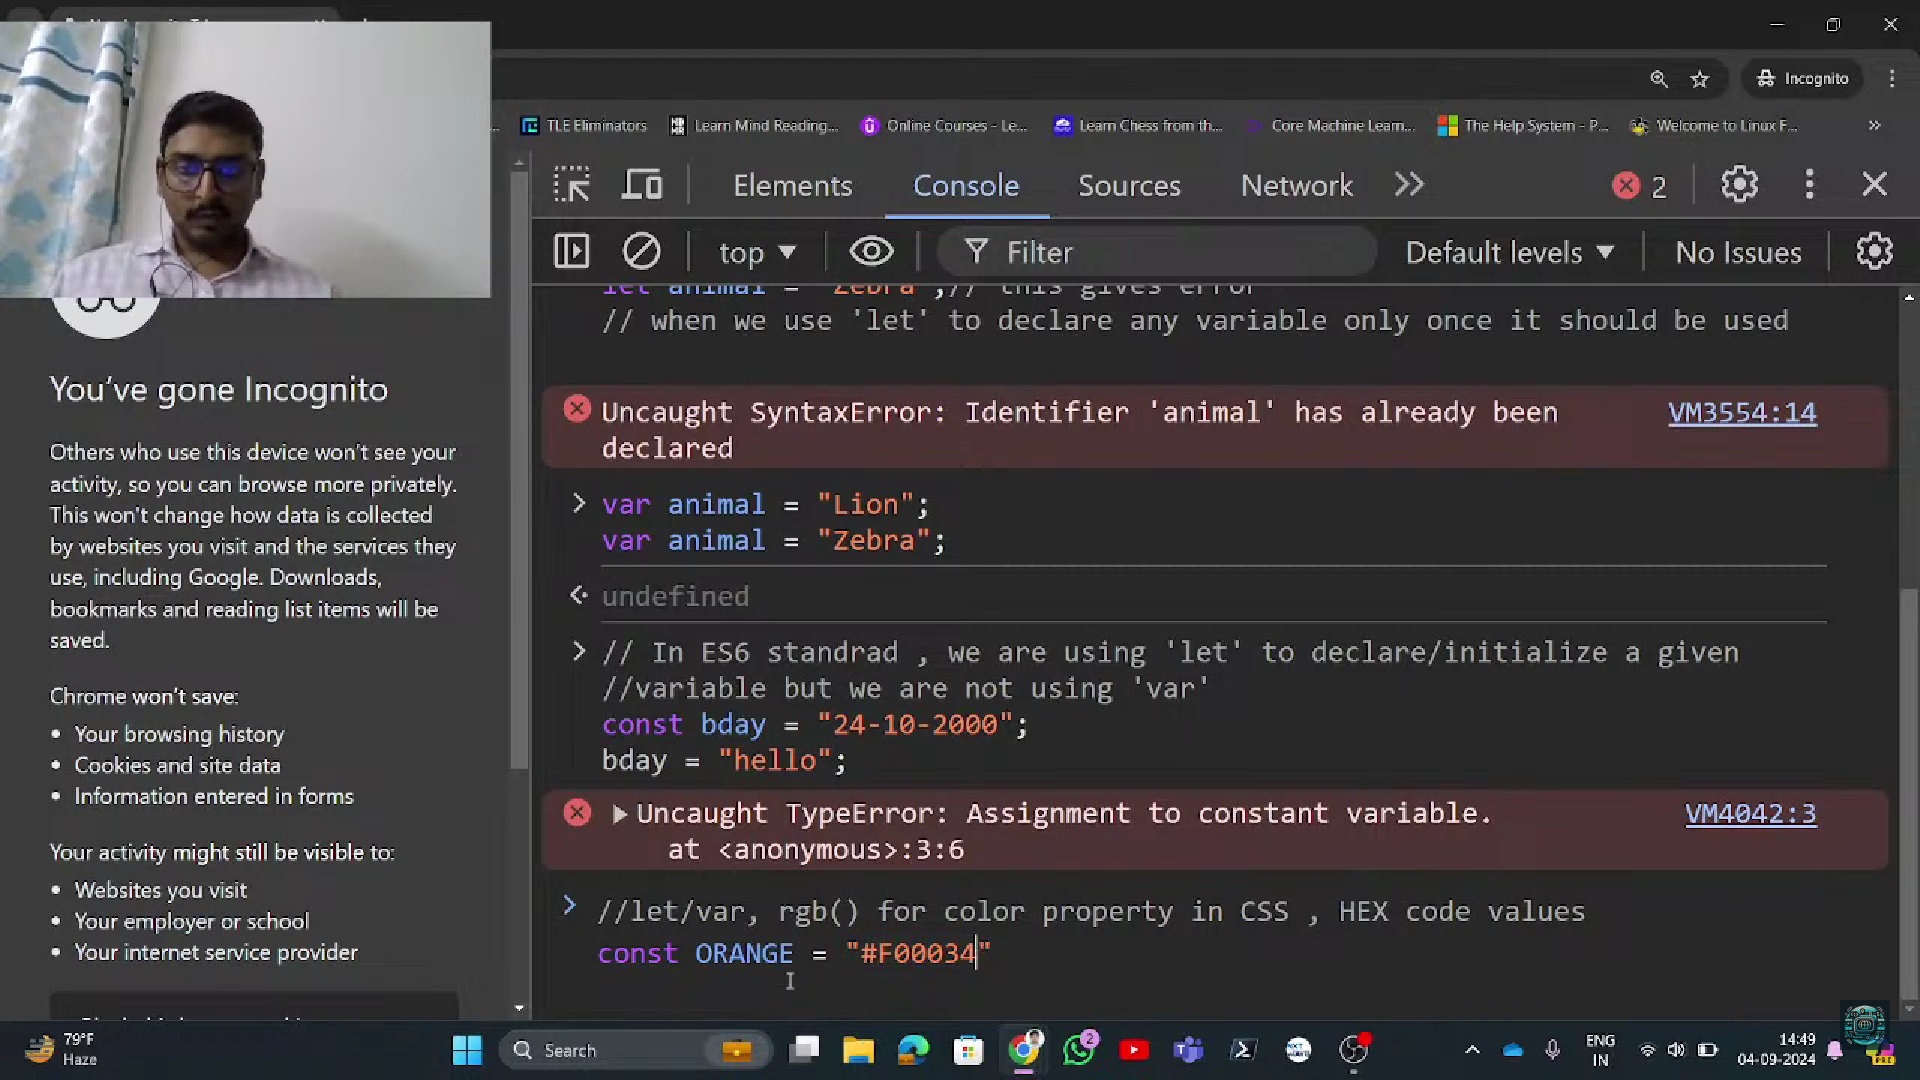 Incognito
TLE Eliminators
Learn Mind Reading...
Online Courses - Le...
Learn Chess from th...
Core Machine Learn...
The Help System - P...
Welcome to Linux F...
Elements
Console
Sources
Network
2
top
Filter
Default levels
No Issues
You've gone Incognito
Others who use this device won't see your
activity, so you can browse more privately.
This won't change how data is collected
by websites you visit and the services they
use, including Google. Downloads,
bookmarks and reading list items will be
saved.
Chrome won't save:
• Your browsing history
• Cookies and site data
• Information entered in forms
Your activity might still be visible to:
• Websites you visit
• Your employer or school
• Your internet service provider
let animal = "Zebra";// this gives error
// when we use 'let' to declare any variable only once it should be used
Uncaught SyntaxError: Identifier 'animal' has already been
declared
VM3554:14
> var animal = "Lion";
var animal = "Zebra";
undefined
> // In ES6 standrad , we are using 'let' to declare/initialize a given
//variable but we are not using 'var'
const bday = "24-10-2000";
bday = "hello";
Uncaught TypeError: Assignment to constant variable.
at <anonymous>:3:6
VM4042:3
> //let/var, rgb() for color property in CSS , HEX code values
const ORANGE = "#F00034"
79°F
Haze
Search
2
ENG
IN
14:49
04-09-2024